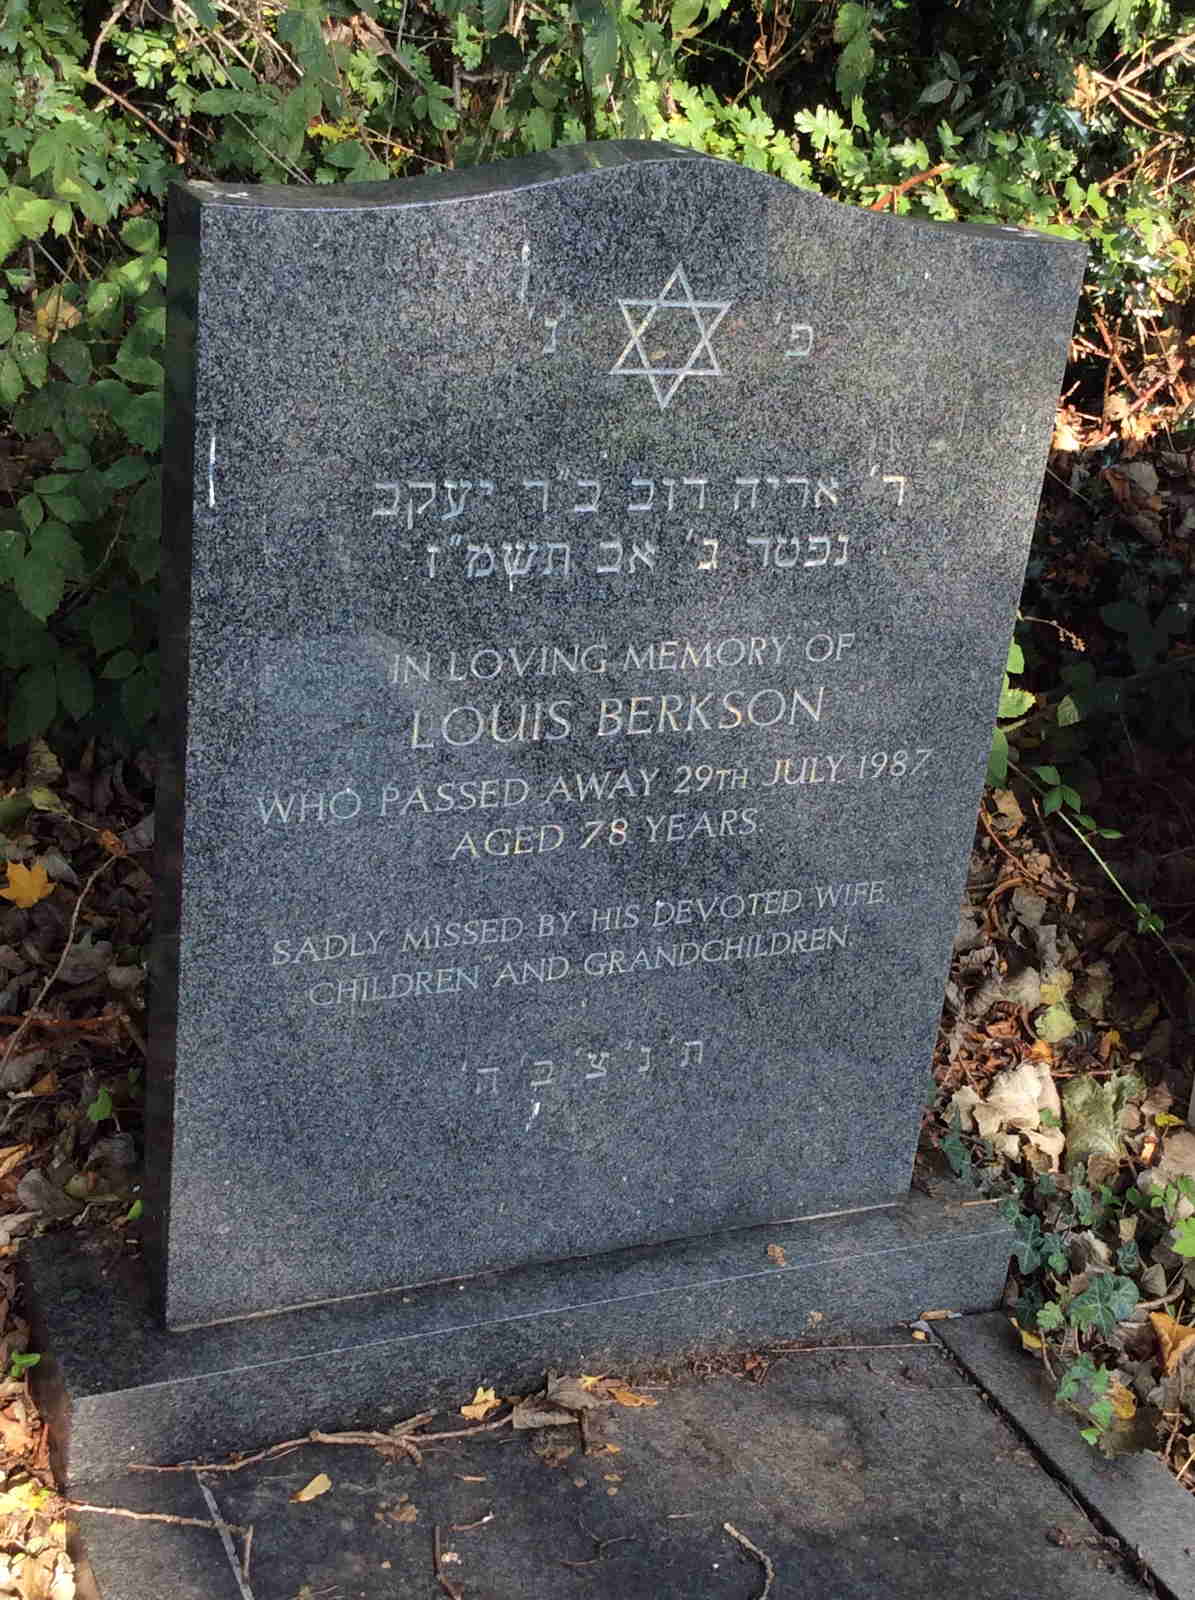 פ' נ'
ר' אריה דוב ב"ר יעקב
נפטר ג' אב תשמ"ז
IN LOVING MEMORY OF
LOUIS BERKSON
WHO PASSED AWAY 29TH JULY 1987
AGED 78 YEARS.
SADLY MISSED BY HIS DEVOTED WIFE,
CHILDREN AND GRANDCHILDREN.
ת' נ' צ' ב' ה'